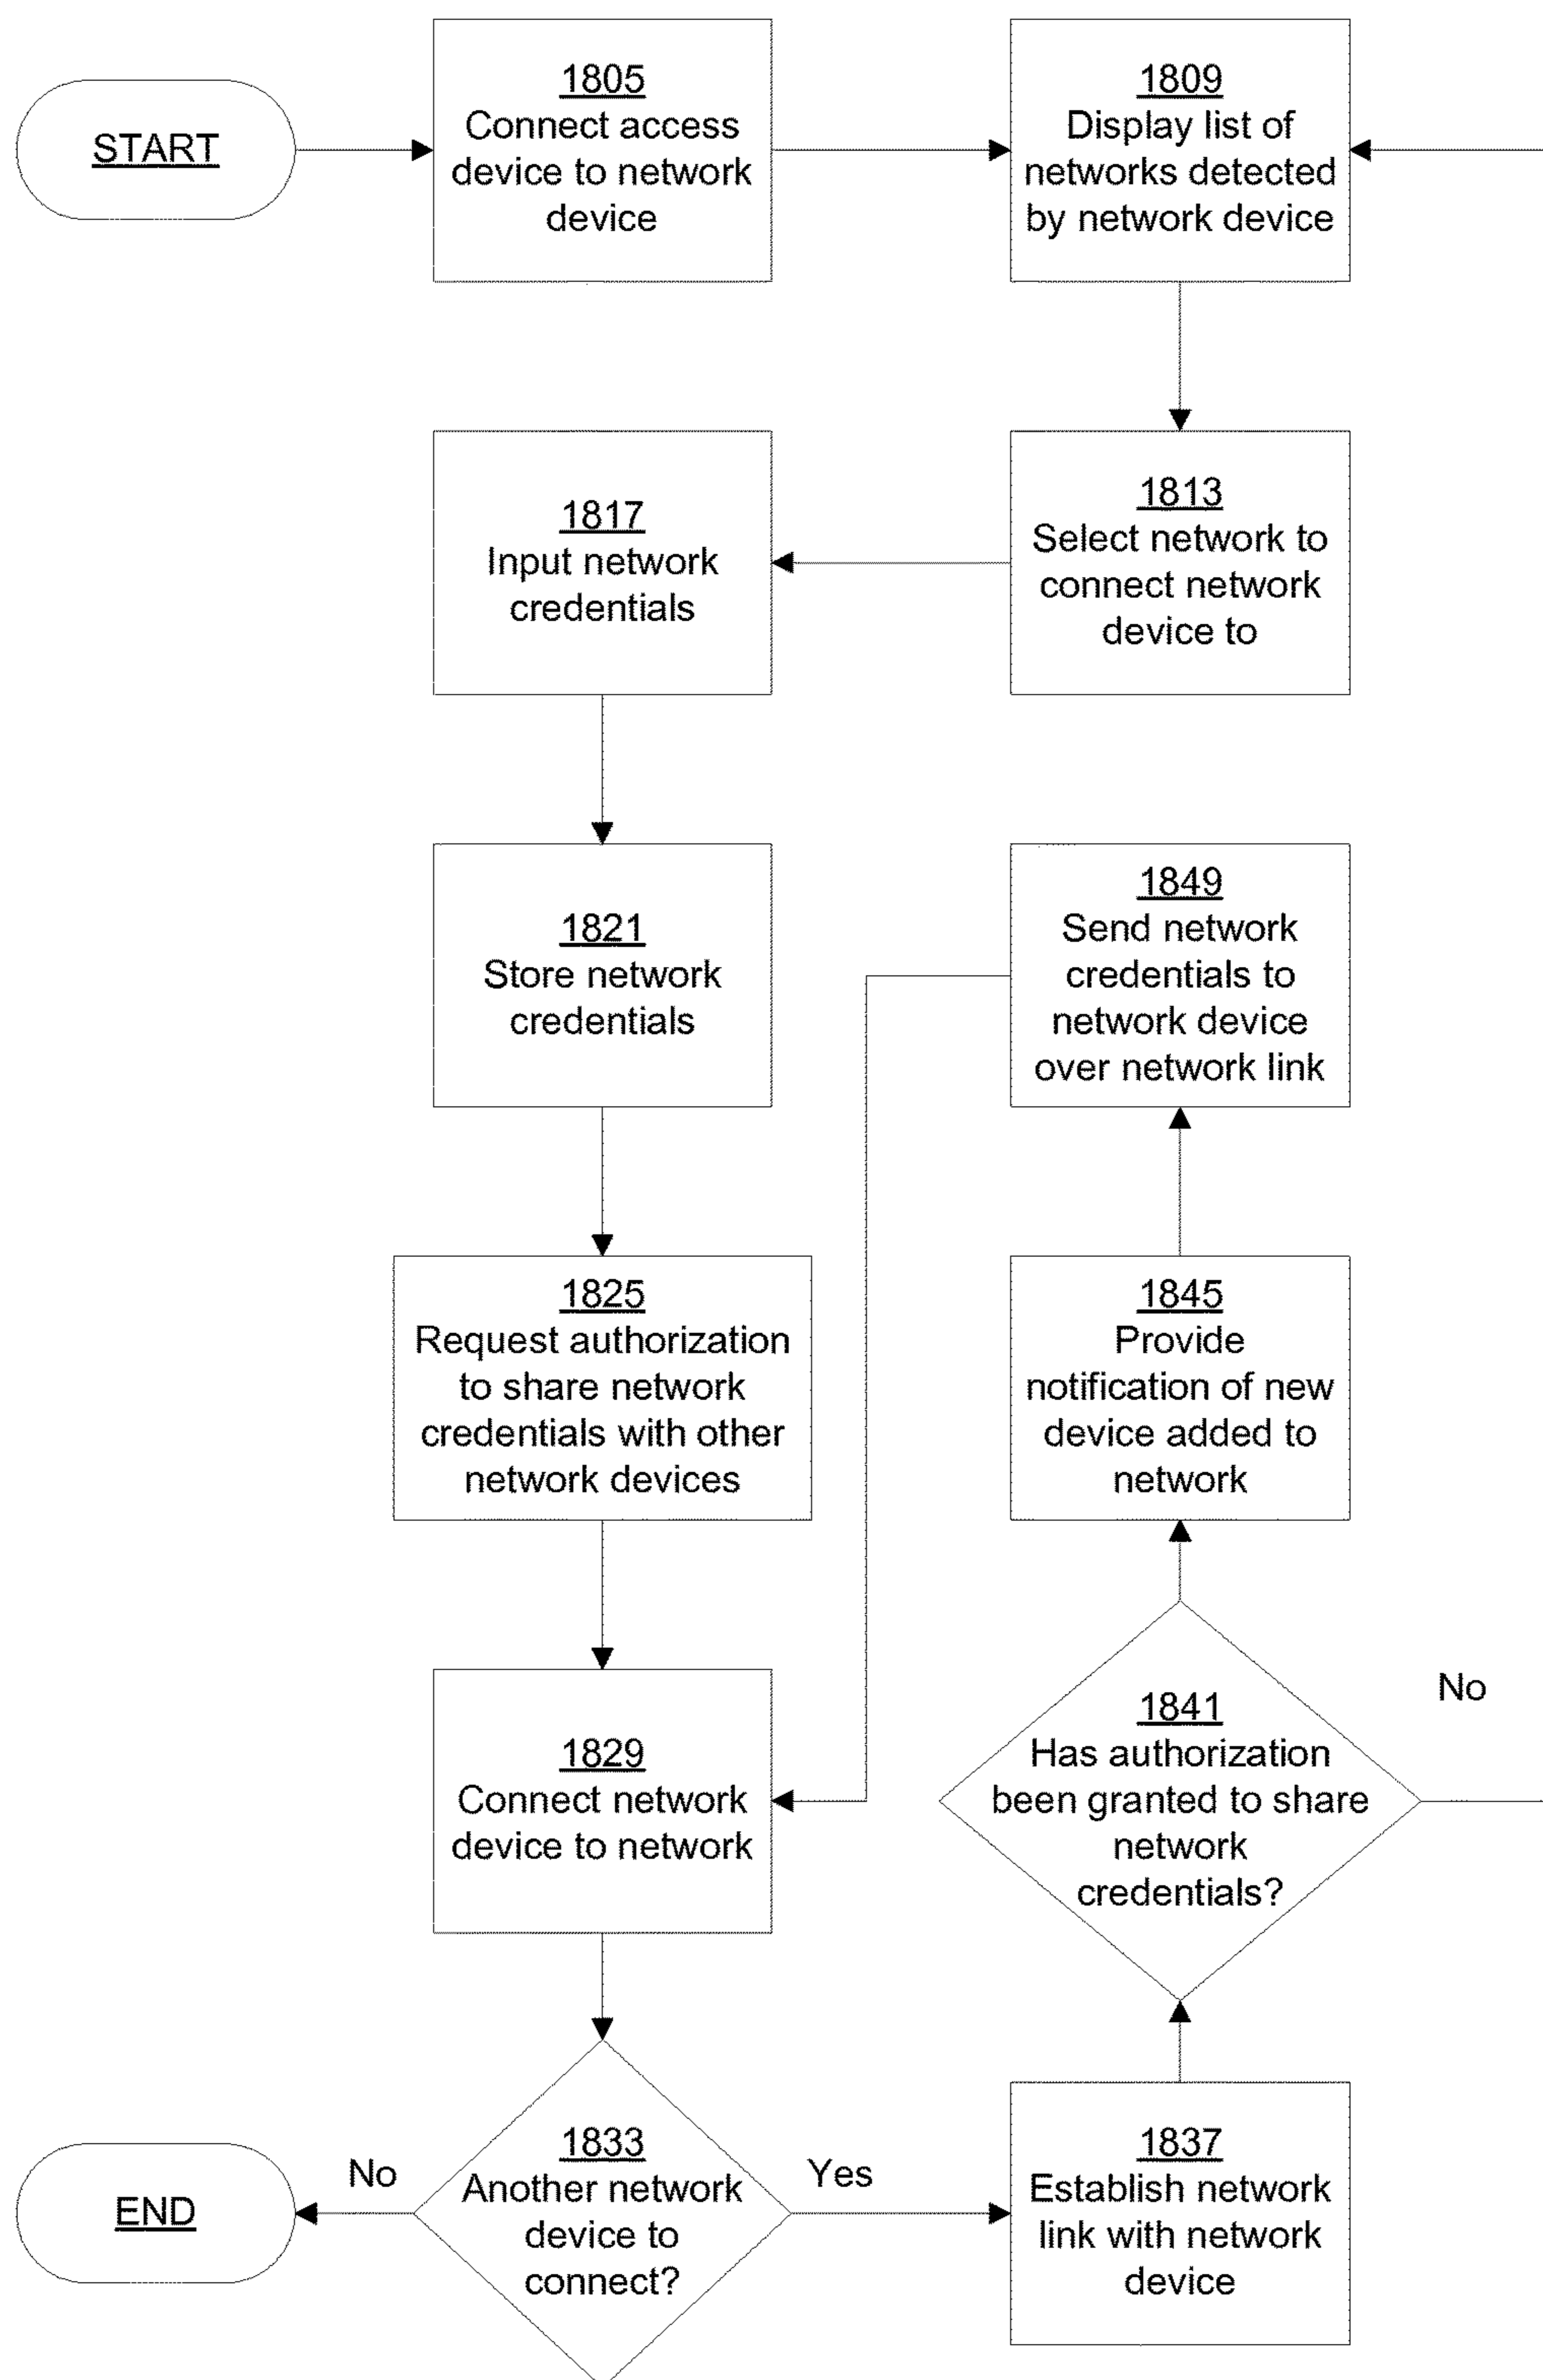 START
1805
Connect access
device to network
device
1809
Display list of
networks detected
by network device
1813
Select network to
connect network
device to
1817
Input network
credentials
1821
Store network
credentials
1825
Request authorization
to share network
credentials with other
network devices
1829
Connect network
device to network
1833
Another network
device to
connect?
No
END
Yes
1837
Establish network
link with network
device
1841
Has authorization
been granted to share
network
credentials?
No
1845
Provide
notification of new
device added to
network
1849
Send network
credentials to
network device
over network link